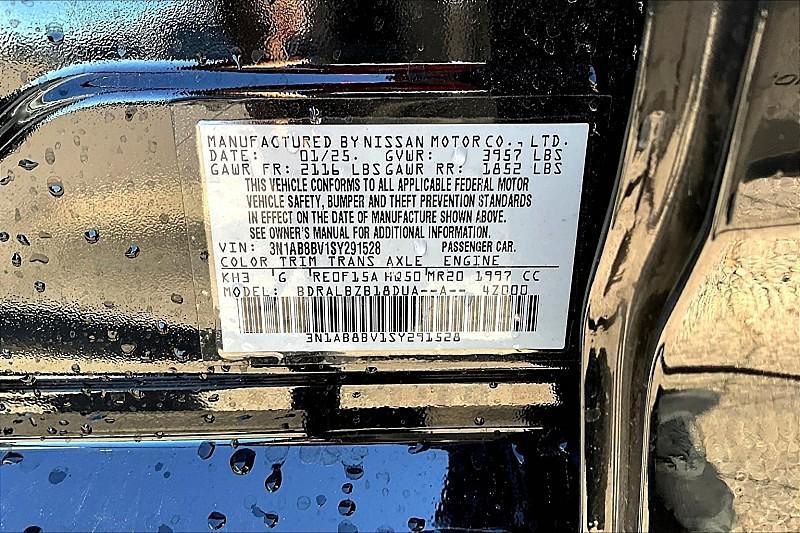 MANUFACTURED BY NISSAN MOTOR CO., LTD.
DATE: 01/25. GVWR: 3957 LBS
GAWR FR: 2116 LBS GAWR RR: 1852 LBS
THIS VEHICLE CONFORMS TO ALL APPLICABLE FEDERAL MOTOR
VEHICLE SAFETY, BUMPER AND THEFT PREVENTION STANDARDS
IN EFFECT ON THE DATE OF MANUFACTURE SHOWN ABOVE.
SEE OWNER'S MANUAL FOR ADDITIONAL INFORMATION.
VIN: 3N1AB8BV1SY291528 PASSENGER CAR.
COLOR TRIM TRANS AXLE ENGINE
KH3 G RE0F15A HQ50 MR20 1997 CC
MODEL: BDRALBZB18DUA--A-- 4Z000
3N1AB8BV1SY291528